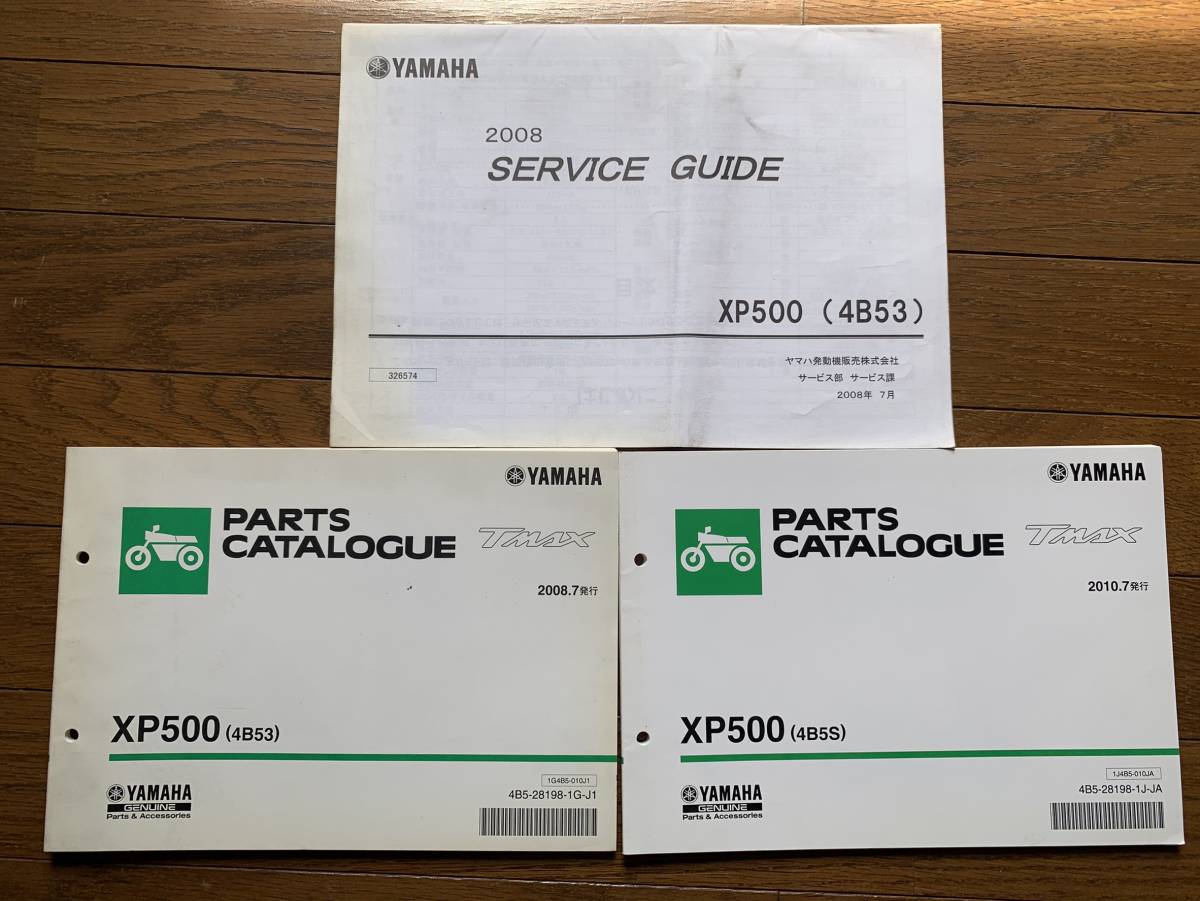 YAMAHA
2008
SERVICE GUIDE
XP500 (4B53)
326574
ヤマハ発動機販売株式会社
サービス部 サービス課
2008年 7月
YAMAHA
PARTS
CATALOGUE
TMAX
2008.7発行
XP500 (4B53)
YAMAHA
GENUINE
Parts & Accessories
1G4B5-010J1
4B5-28198-1G-J1
YAMAHA
PARTS
CATALOGUE
TMAX
2010.7発行
XP500 (4B5S)
YAMAHA
GENUINE
Parts & Accessories
1J4B5-010JA
4B5-28198-1J-JA